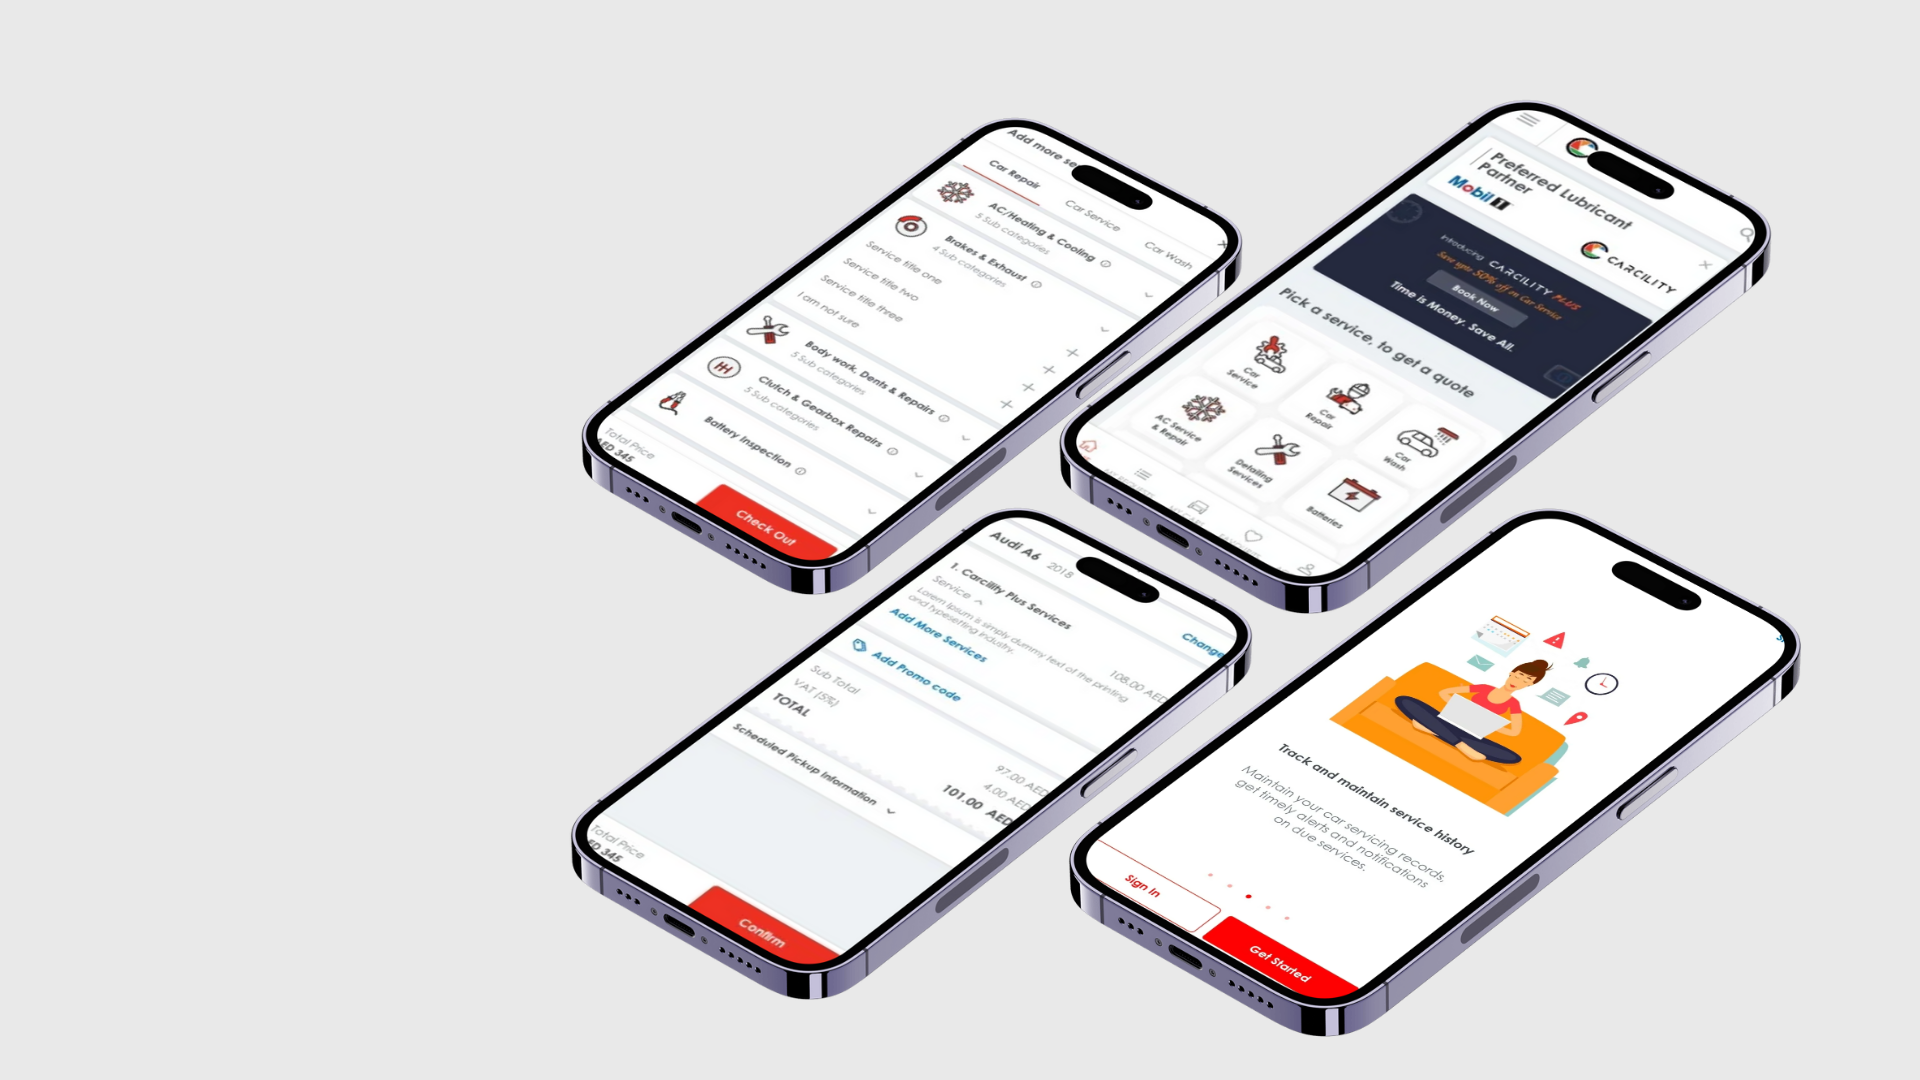 Add more se
Car Repair
Car Service
Car Wash
AC/Heating & Cooling
5 Sub categories
Brakes & Exhaust
4 Sub categories
Service title one
Service title two
Service title three
I am not sure
Body work, Dents & Repairs
5 Sub categories
Clutch & Gearbox Repairs
5 Sub categories
Battery Inspection
Total Price
ED 345
Check Out
Preferred Lubricant
Partner
Mobil 1
CARCILITY
Introducing CARCILITY PLUS
Save upto 50% off on Car Service
Book Now
Time is Money. Save All.
Pick a service, to get a quote
Car
Service
Car
Repair
Car
Wash
AC Service
& Repair
Detailing
Services
Batteries
Audi A6 2018
1. Carcility Plus Services
Change
Service
Lorem Ipsum is simply dummy text of the printing
and typesetting industry.
108.00 AED
Add More Services
Add Promo code
Sub Total
97.00 AED
VAT (5%)
4.00 AED
TOTAL
101.00 AED
Scheduled Pickup Information
Total Price
ED 345
Confirm
Track and maintain service history
Maintain your car servicing records,
get timely alerts and notifications
on due services.
Sign In
Get Started